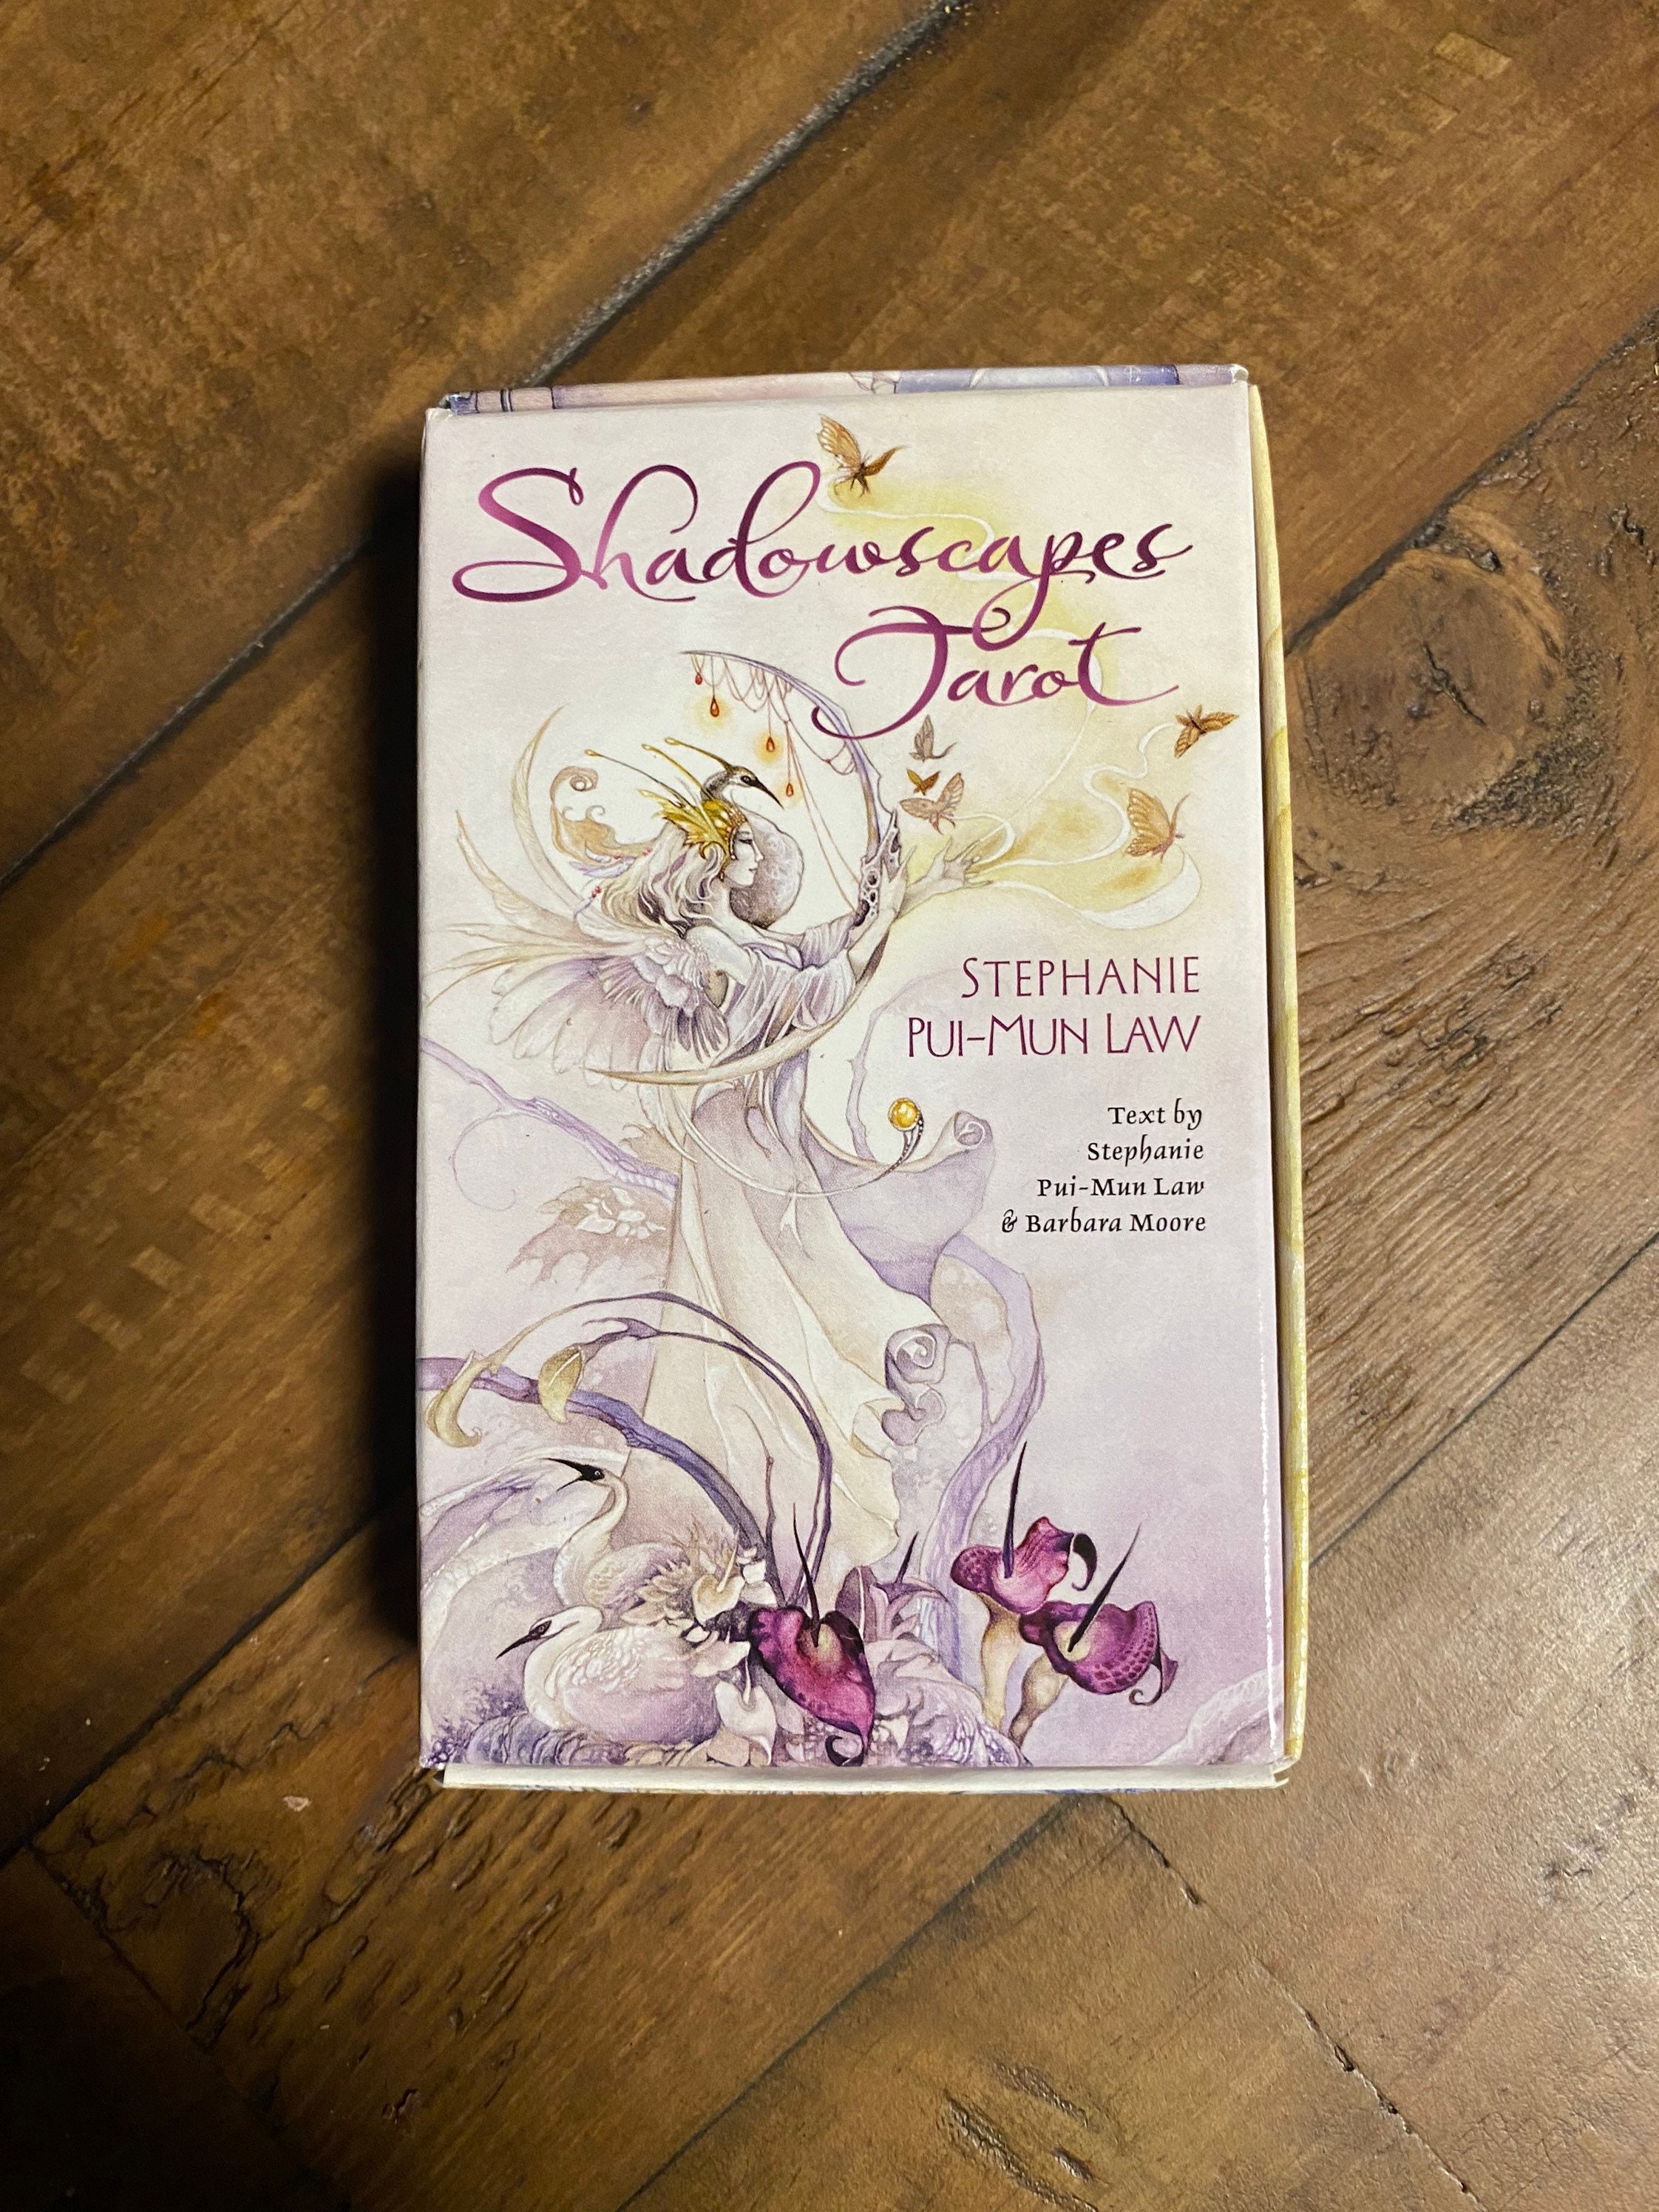 Shadowscapes
Tarot
STEPHANIE
PUI-MUN LAW
Text by
Stephanie
Pui-Mun Law
& Barbara Moore